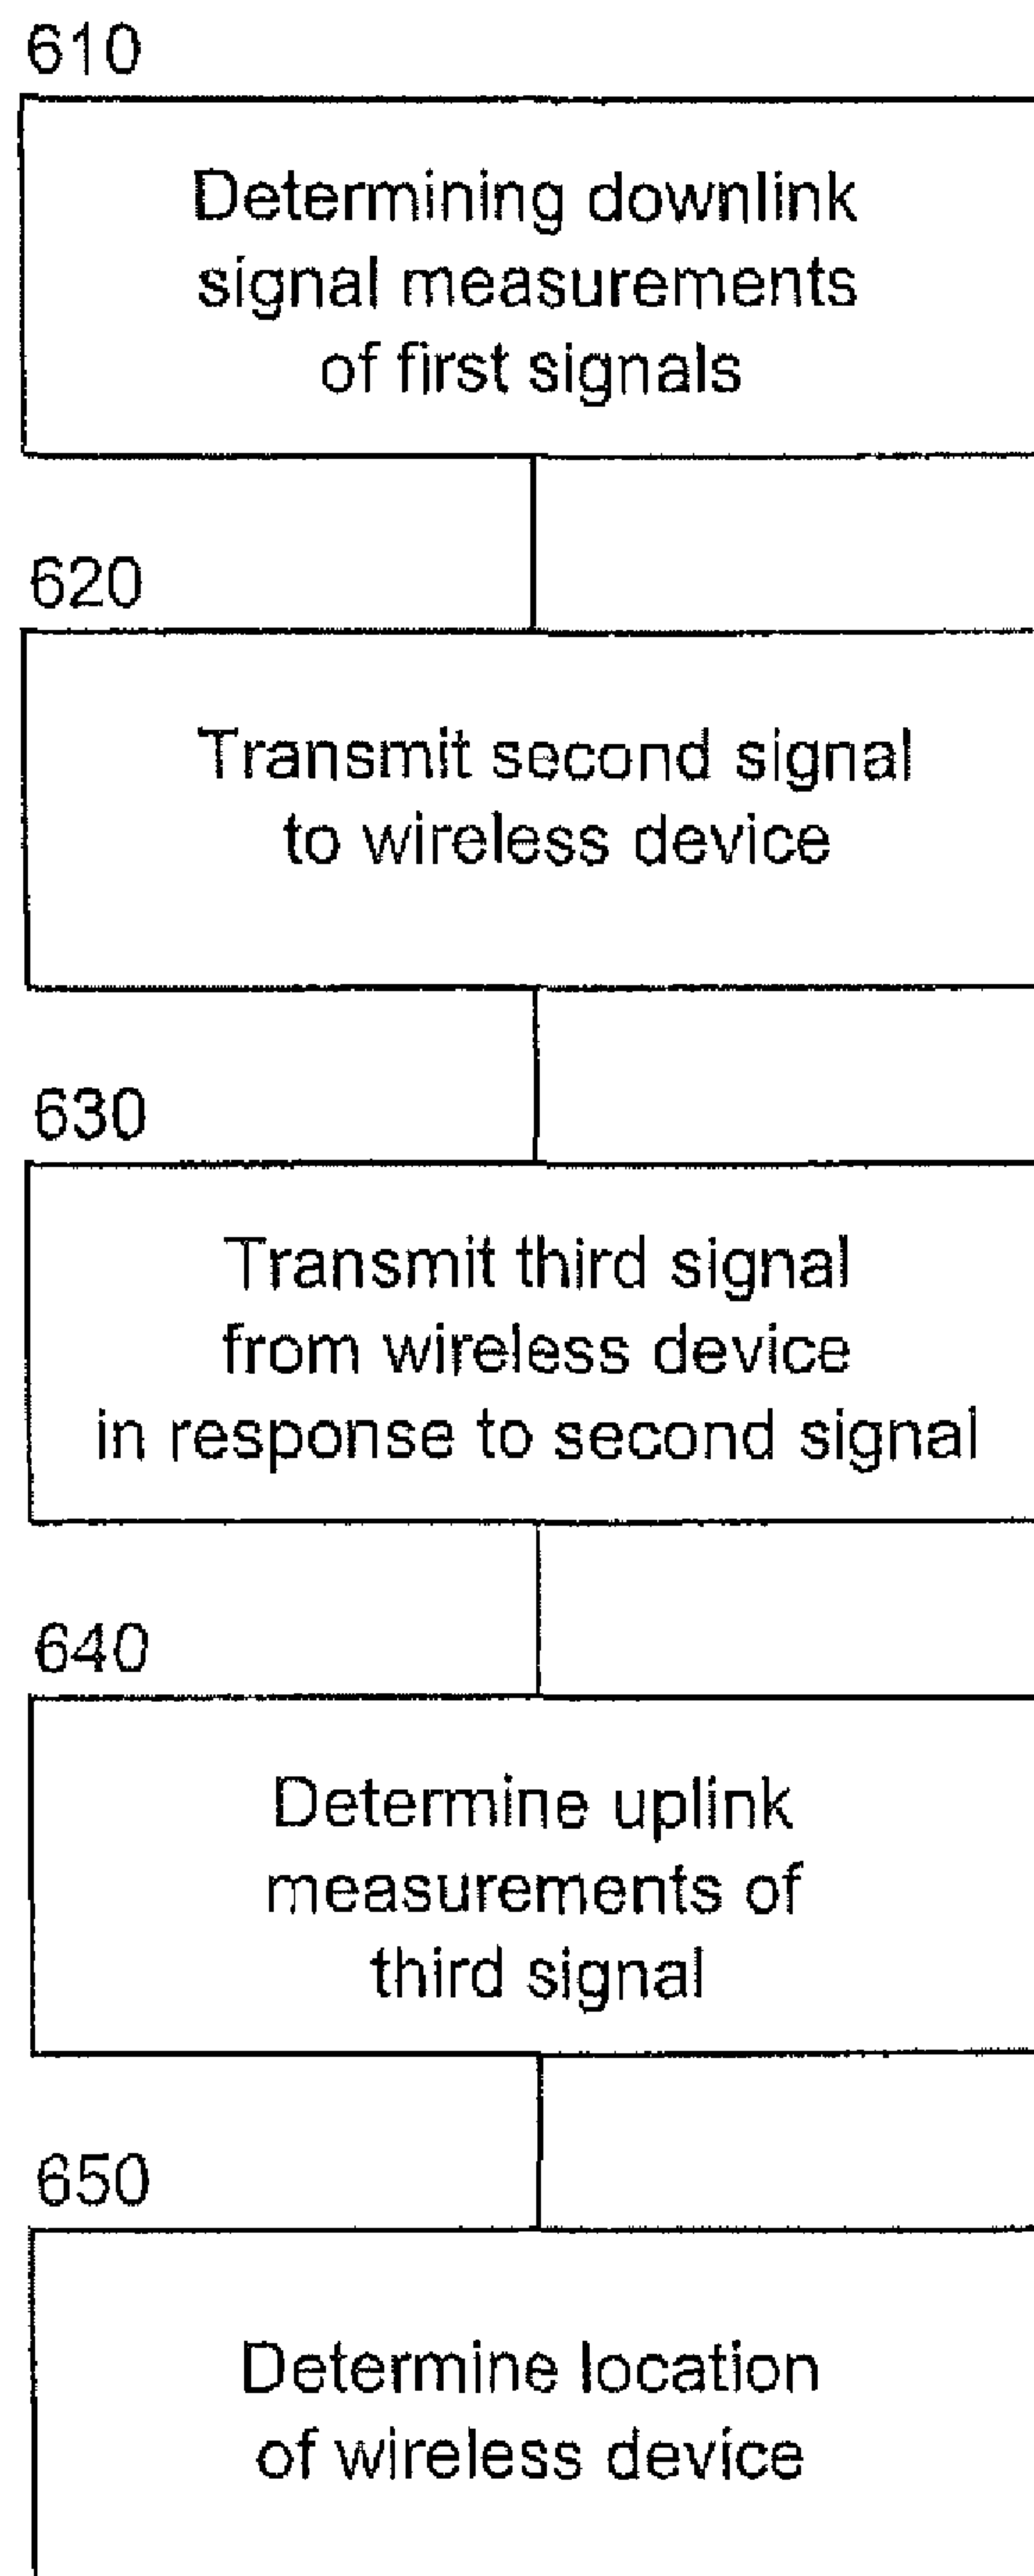 610
Determining downlink
signal measurements
of first signals
620
Transmit second signal
to wireless device
630
Transmit third signal
from wireless device
in response to second signal
640
Determine uplink
measurements of
third signal
650
Determine location
of wireless device